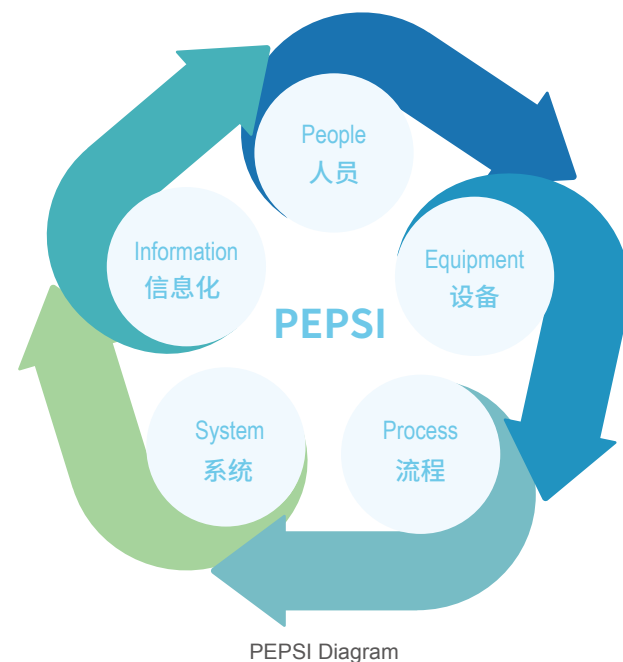 People
人员
Equipment
设备
Process
流程
System
系统
Information
信息化
PEPSI
PEPSI Diagram